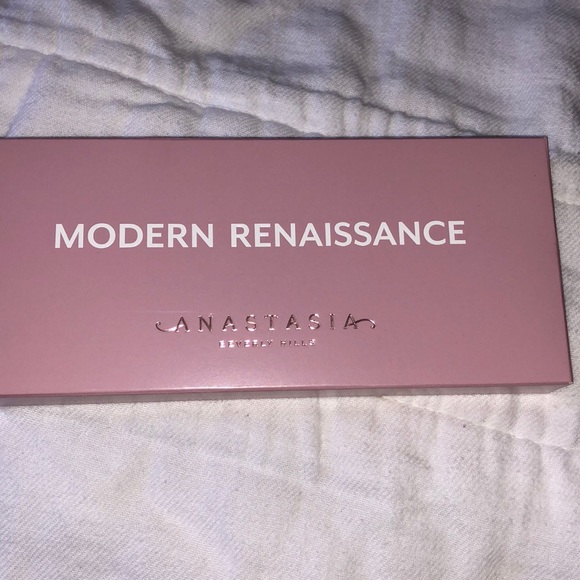 MODERN RENAISSANCE
ANASTASIA
BEVERLY HILLS